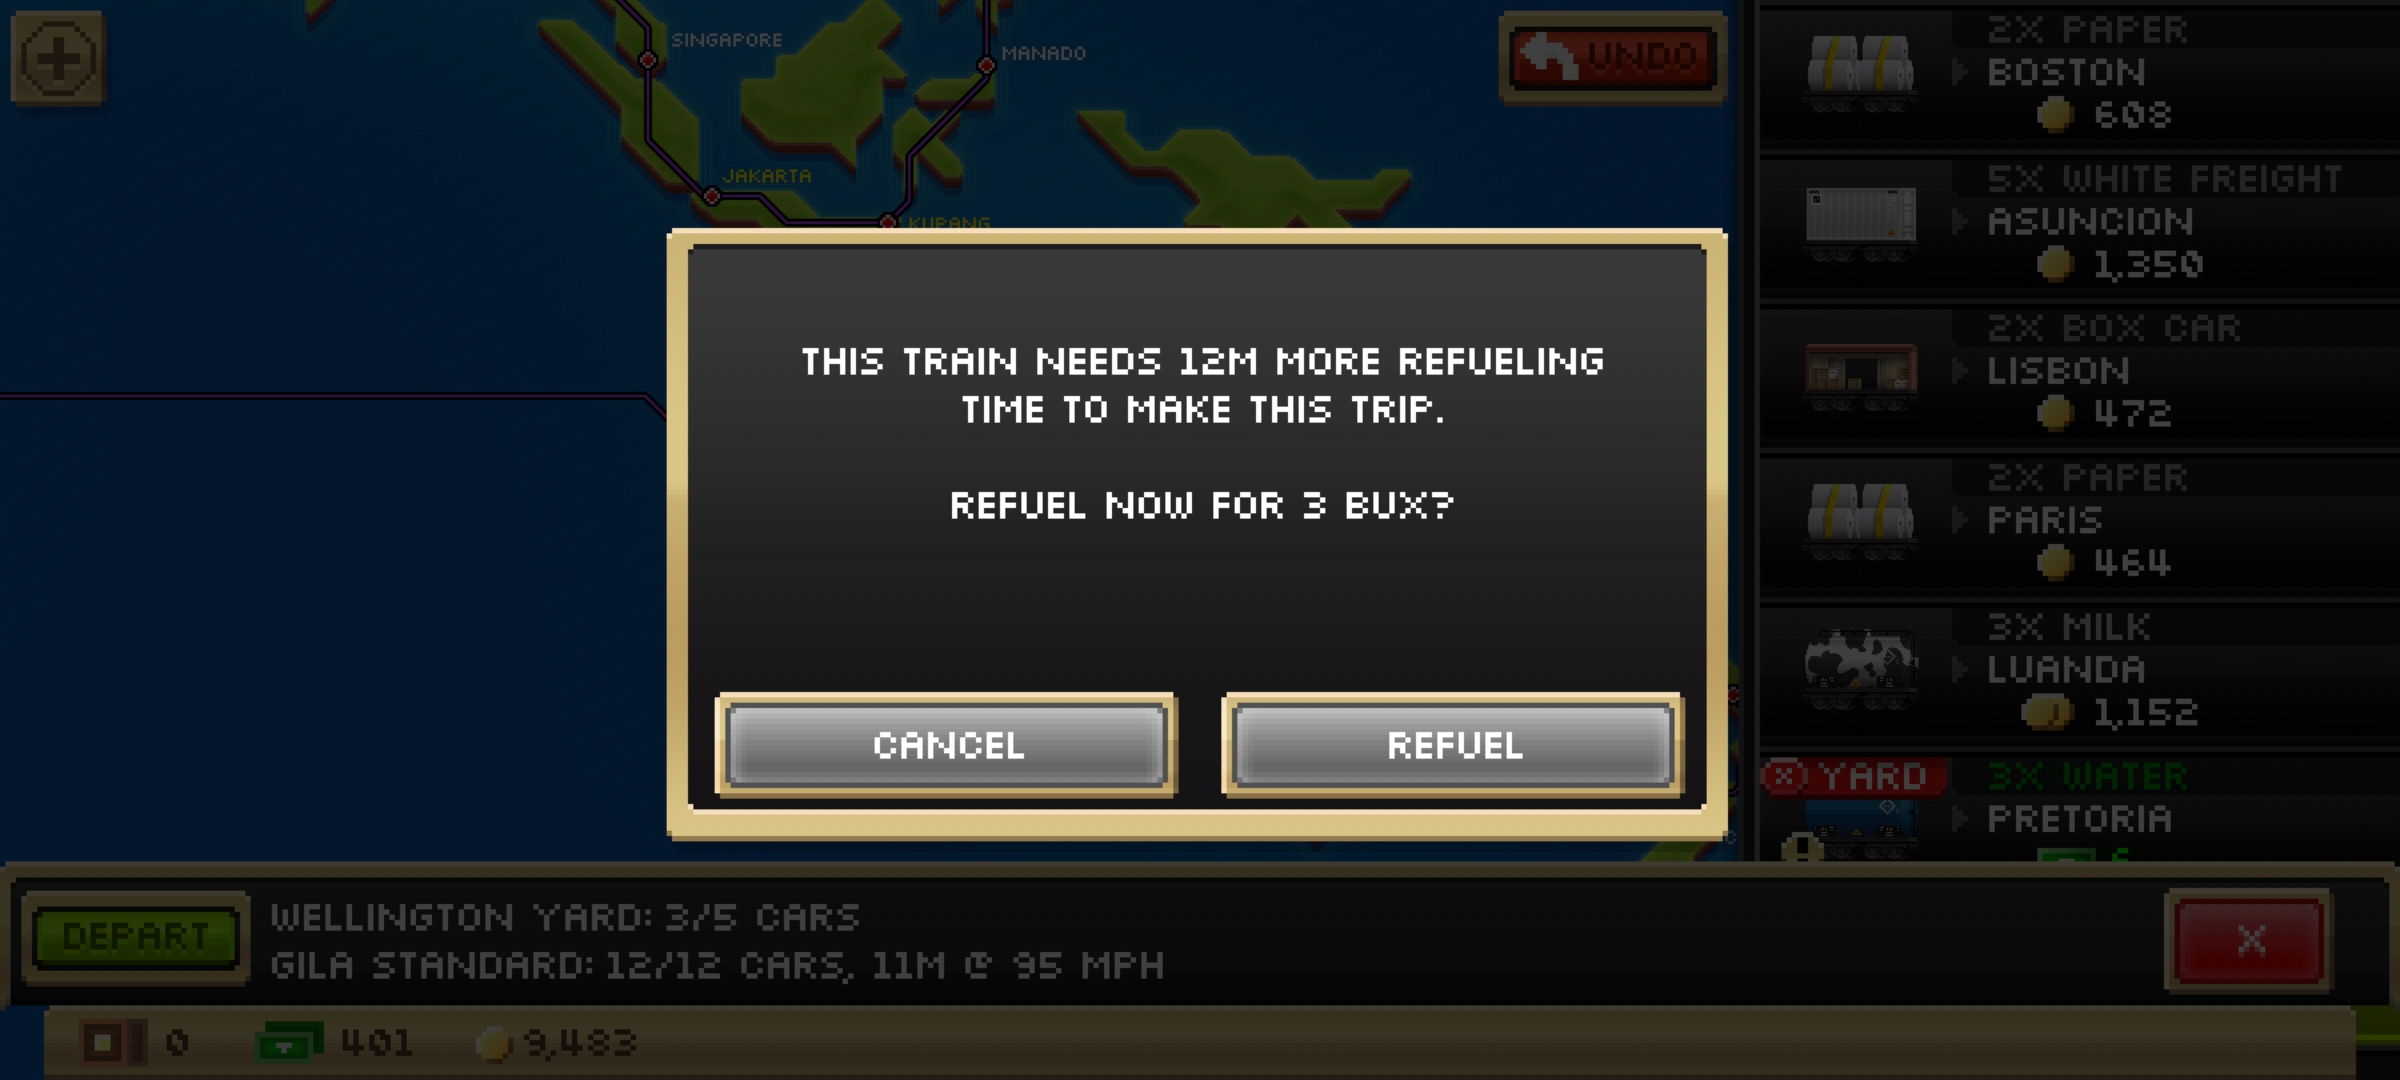 SINGAPORE
MANADO
JAKARTA
KUPANG
UNDO
2X PAPER
BOSTON
608
5X WHITE FREIGHT
ASUNCION
1,350
2X BOX CAR
LISBON
472
2X PAPER
PARIS
464
3X MILK
LUANDA
1,152
YARD
3X WATER
PRETORIA
THIS TRAIN NEEDS 12M MORE REFUELING
TIME TO MAKE THIS TRIP.
REFUEL NOW FOR 3 BUX?
CANCEL
REFUEL
DEPART
WELLINGTON YARD: 3/5 CARS
GILA STANDARD: 12/12 CARS, 11M @ 95 MPH
X
0
401
9,483